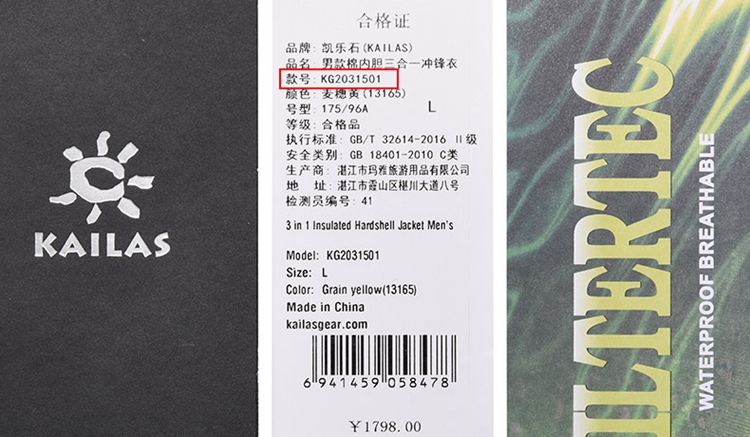 KAILAS
合格证
品牌: 凯乐石(KAILAS)
品名: 男款棉内胆三合一冲锋衣
款号: KG2031501
颜色: 麦穗黄(13165)
号型: 175/96A L
等级: 合格品
执行标准: GB/T 32614-2016 II级
安全类别: GB 18401-2010 C类
生产商: 湛江市玛雅旅游用品有限公司
地 址: 湛江市霞山区椹川大道八号
检测员编号: 41
3 in 1 Insulated Hardshell Jacket Men's
Model: KG2031501
Size: L
Color: Grain yellow(13165)
Made in China
kailasgear.com
6 941459 058478
¥1798.00
ILTERTEC
WATERPROOF BREATHABLE